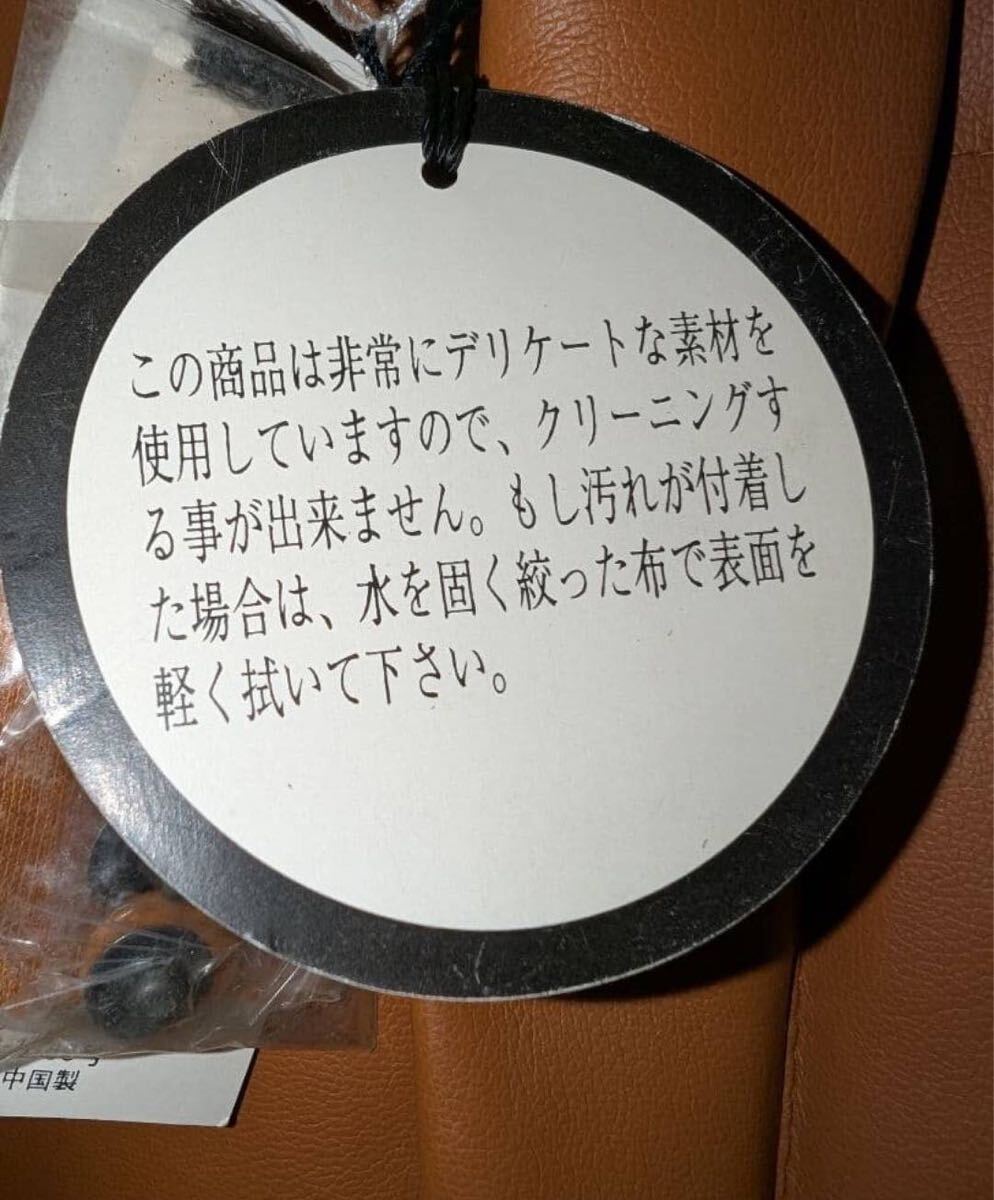 この商品は非常にデリケートな素材を
使用していますので、クリーニングす
る事が出来ません。もし汚れが付着し
た場合は、水を固く絞った布で表面を
軽く拭いて下さい。
中国製